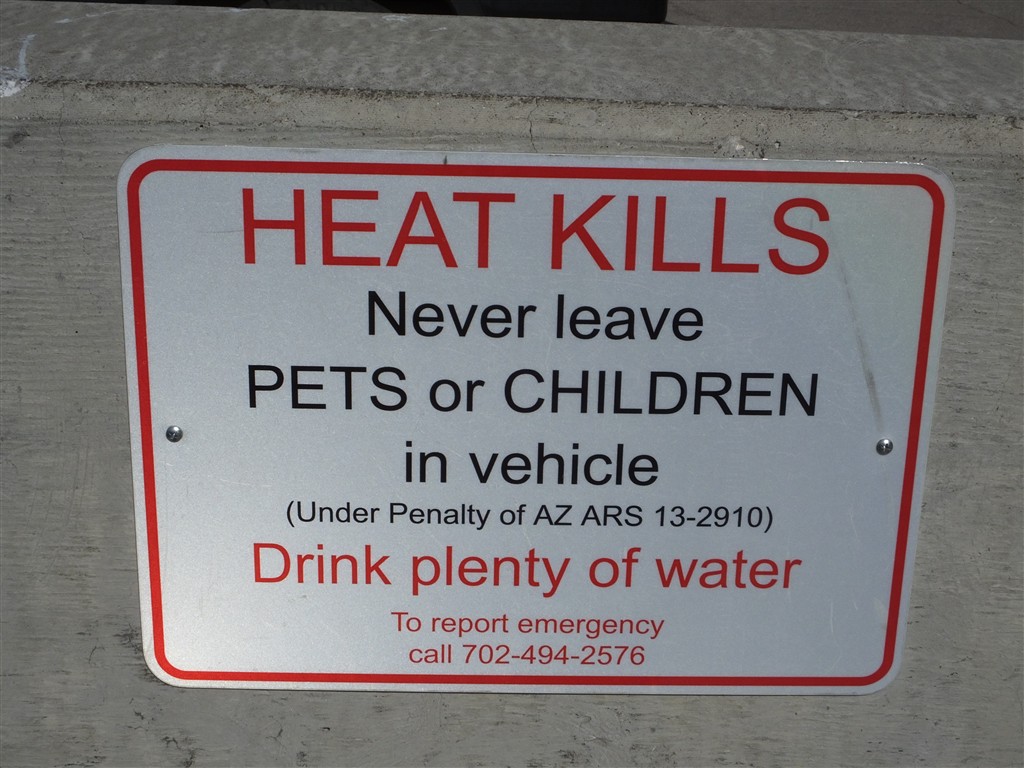 HEAT KILLS
Never leave
PETS or CHILDREN
in vehicle
(Under Penalty of AZ ARS 13-2910)
Drink plenty of water
To report emergency
call 702-494-2576